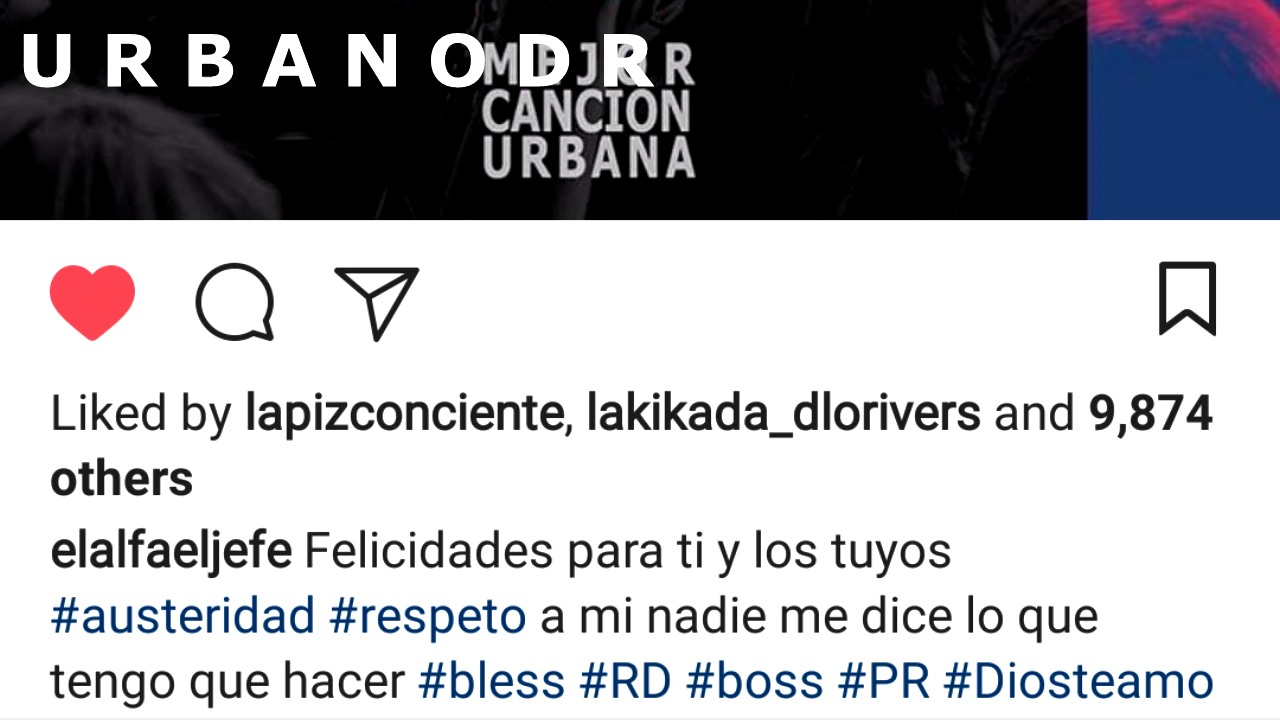 URBANODR
MEJOR
CANCION
URBANA
Liked by lapizconciente, lakikada_dlorivers and 9,874
others
elalfaeljefe Felicidades para ti y los tuyos
#austeridad #respeto a mi nadie me dice lo que
tengo que hacer #bless #RD #boss #PR #Diosteamo